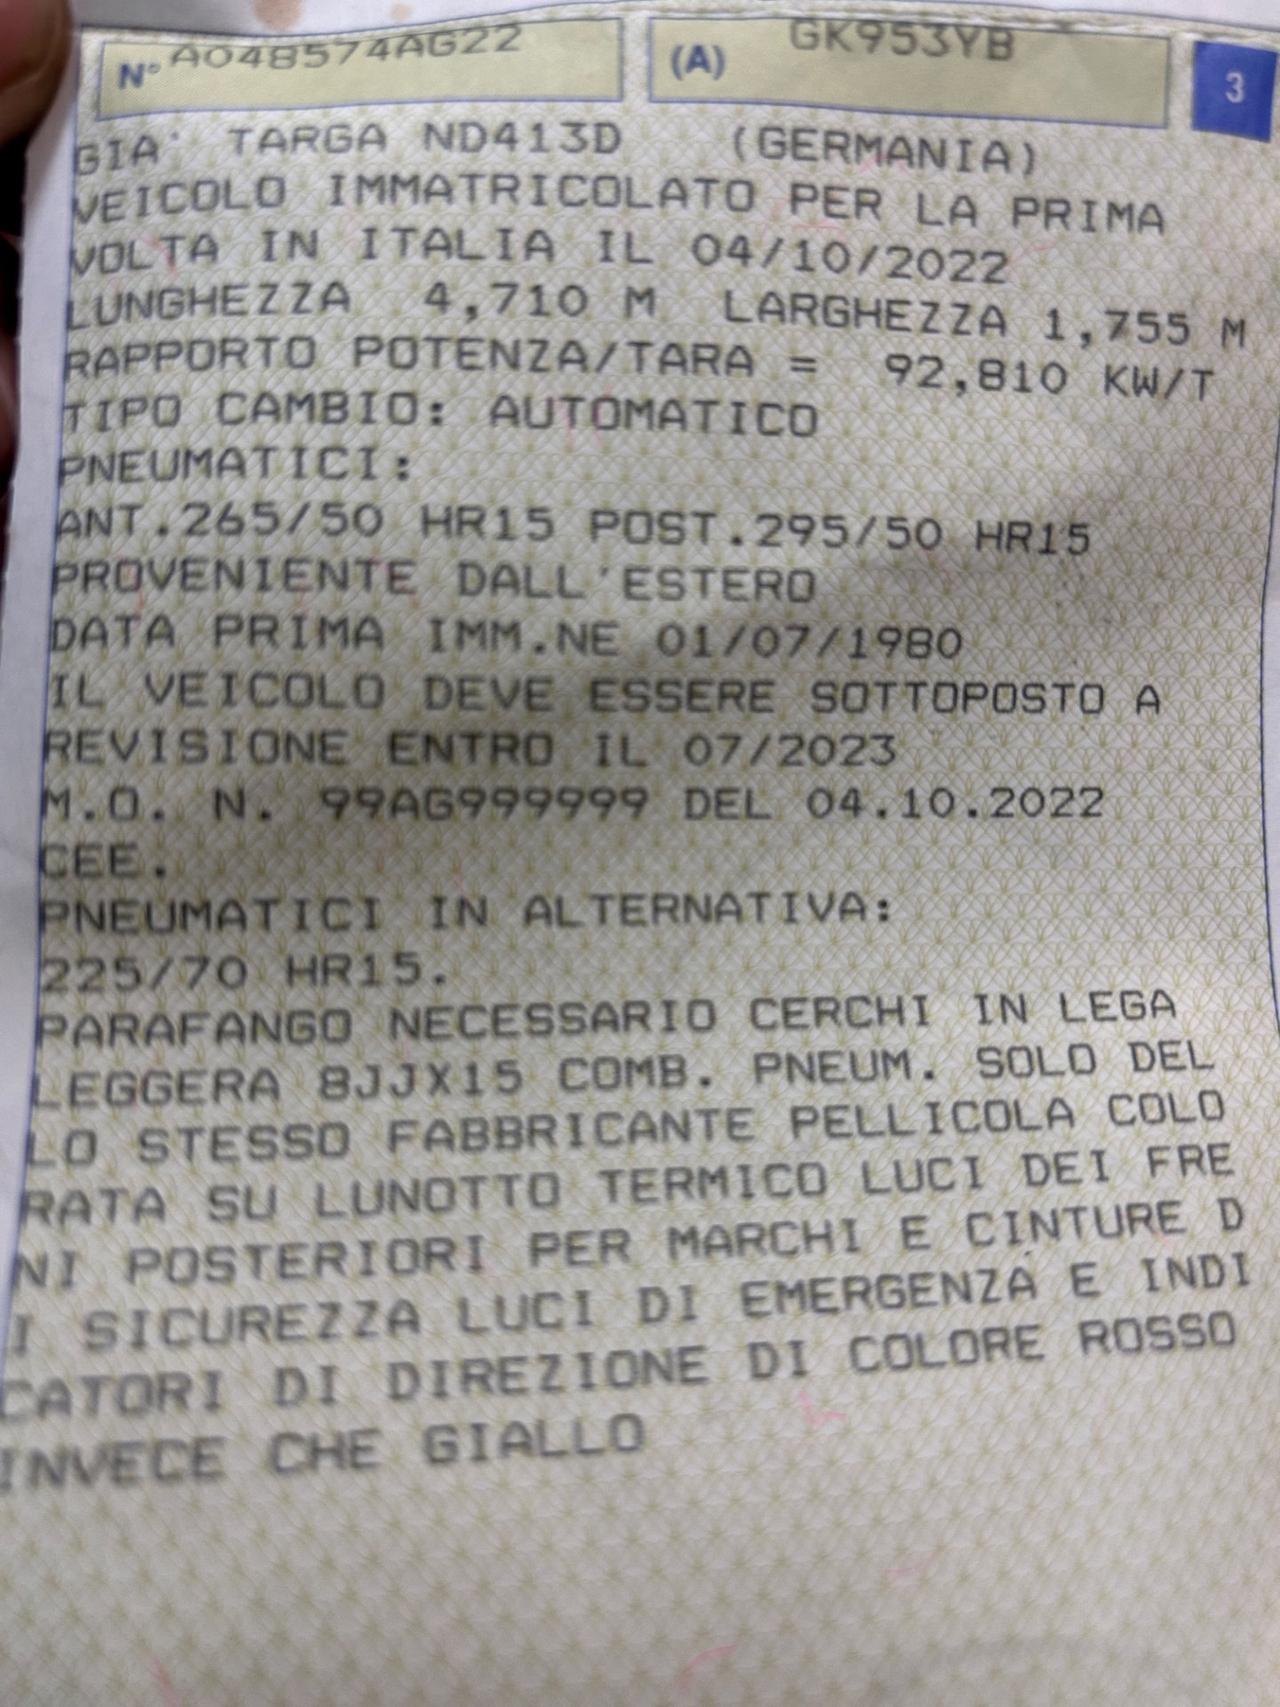 N° A048574AG22 (A) GK953YB 3
GIA' TARGA ND413D (GERMANIA)
VEICOLO IMMATRICOLATO PER LA PRIMA
VOLTA IN ITALIA IL 04/10/2022
LUNGHEZZA 4,710 M LARGHEZZA 1,755 M
RAPPORTO POTENZA/TARA = 92,810 KW/T
TIPO CAMBIO: AUTOMATICO
PNEUMATICI:
ANT.265/50 HR15 POST.295/50 HR15
PROVENIENTE DALL'ESTERO
DATA PRIMA IMM.NE 01/07/1980
IL VEICOLO DEVE ESSERE SOTTOPOSTO A
REVISIONE ENTRO IL 07/2023
M.O. N. 99AG999999 DEL 04.10.2022
CEE.
PNEUMATICI IN ALTERNATIVA:
225/70 HR15.
PARAFANGO NECESSARIO CERCHI IN LEGA
LEGGERA 8JJX15 COMB. PNEUM. SOLO DEL
LO STESSO FABBRICANTE PELLICOLA COLO
RATA SU LUNOTTO TERMICO LUCI DEI FRE
NI POSTERIORI PER MARCHI E CINTURE D
I SICUREZZA LUCI DI EMERGENZA E INDI
CATORI DI DIREZIONE DI COLORE ROSSO
INVECE CHE GIALLO